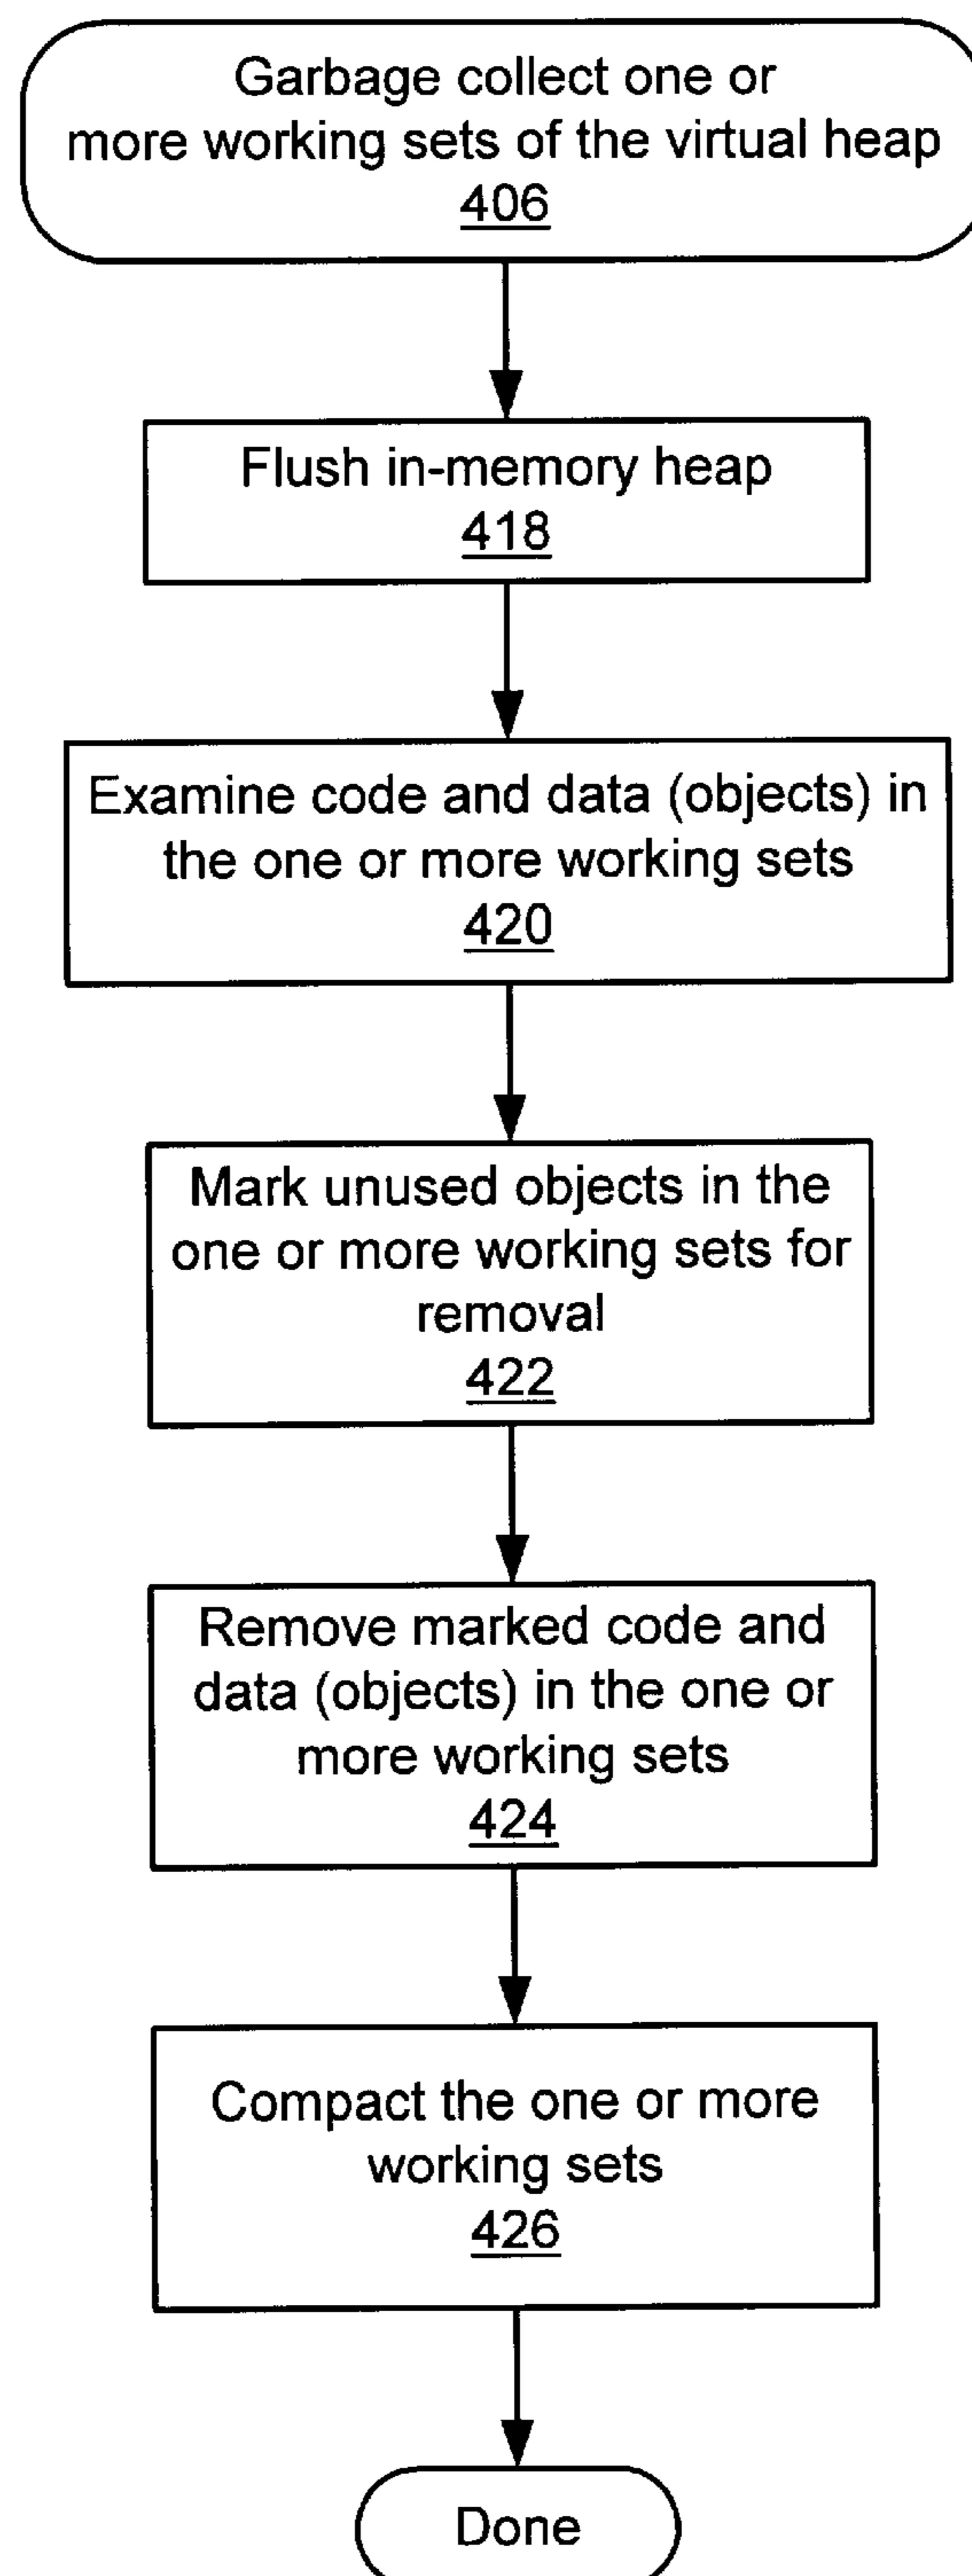 Garbage collect one or
more working sets of the virtual heap
406
Flush in-memory heap
418
Examine code and data (objects) in
the one or more working sets
420
Mark unused objects in the
one or more working sets for
removal
422
Remove marked code and
data (objects) in the one or
more working sets
424
Compact the one or more
working sets
426
Done